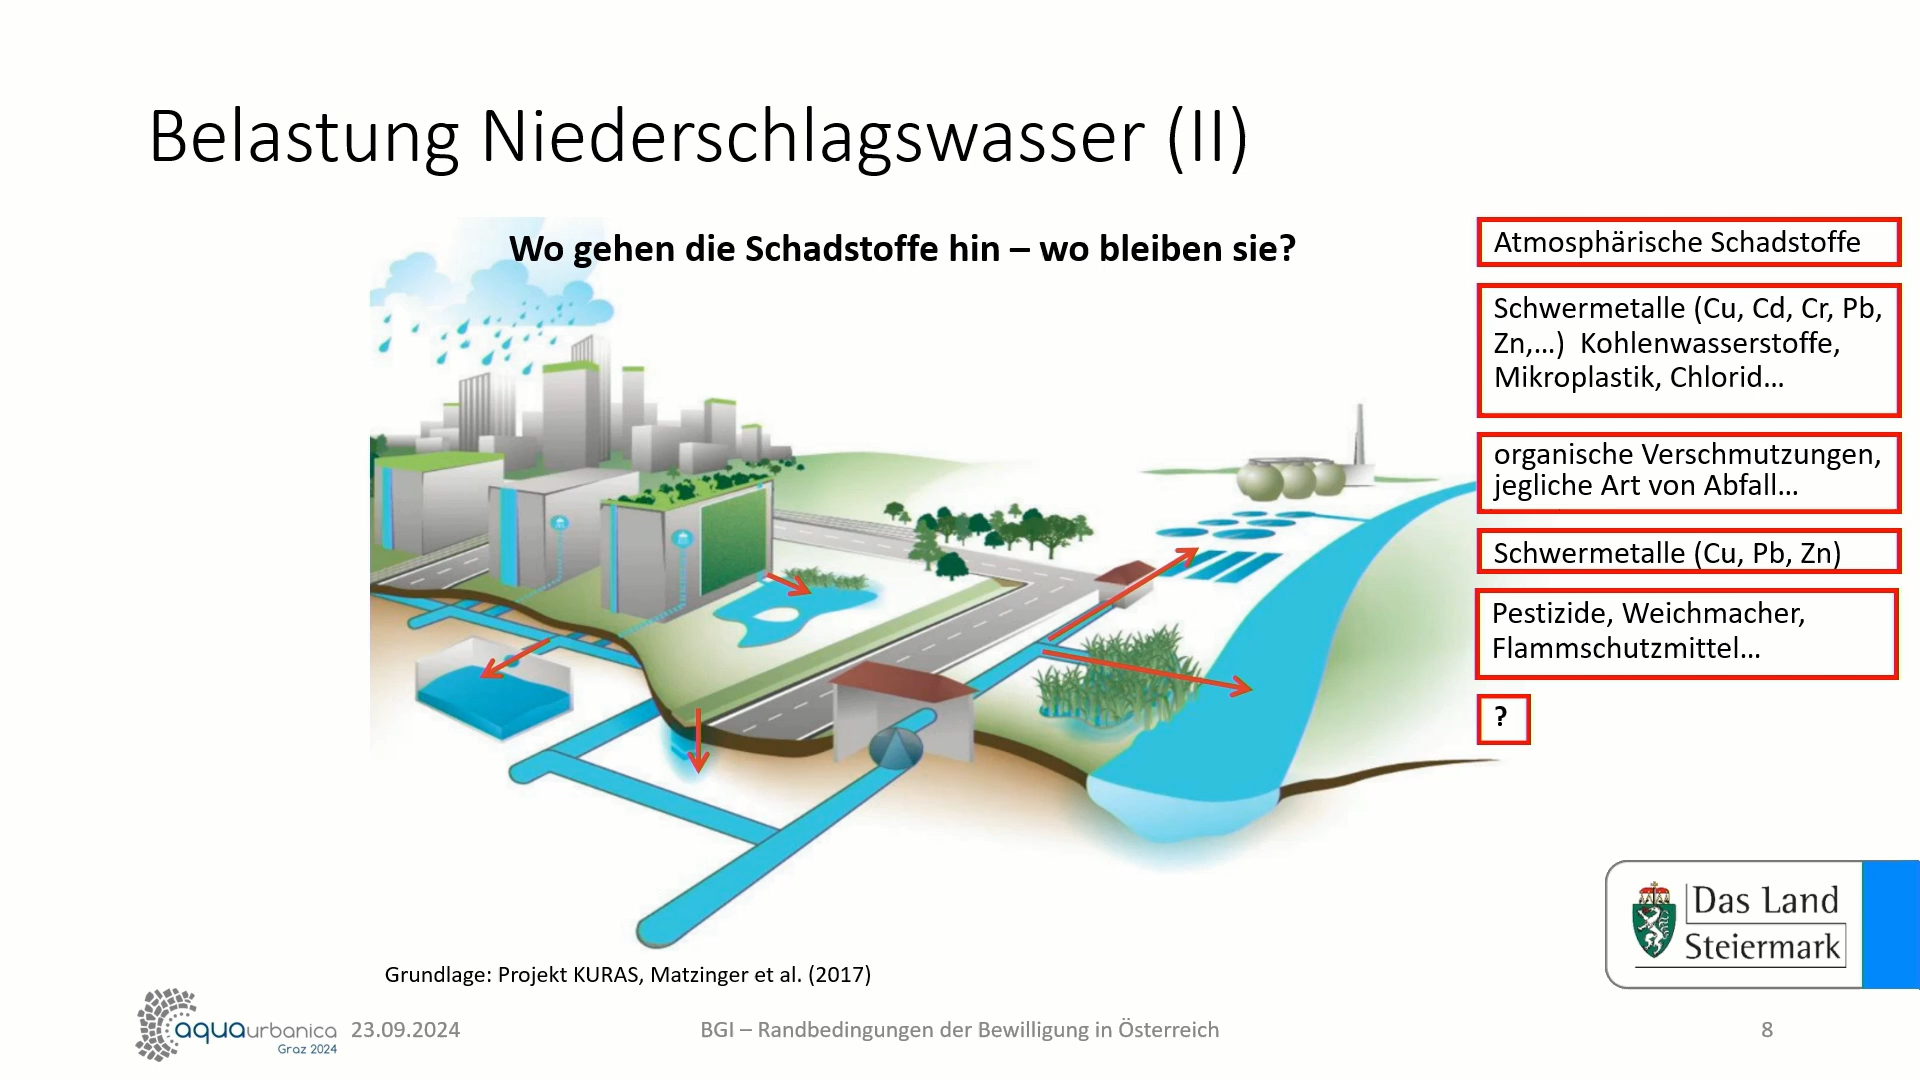 Belastung Niederschlagswasser (II)
Wo gehen die Schadstoffe hin – wo bleiben sie?
Atmosphärische Schadstoffe
Schwermetalle (Cu, Cd, Cr, Pb,
Zn,...)  Kohlenwasserstoffe,
Mikroplastik, Chlorid...
organische Verschmutzungen,
jegliche Art von Abfall...
Schwermetalle (Cu, Pb, Zn)
Pestizide, Weichmacher,
Flammschutzmittel...
?
Das Land
Steiermark
Grundlage: Projekt KURAS, Matzinger et al. (2017)
aquaurbanica
Graz 2024
23.09.2024
BGI – Randbedingungen der Bewilligung in Österreich
8